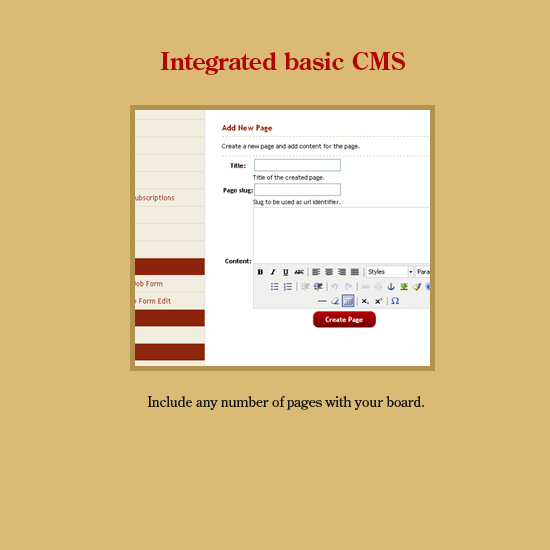 Integrated basic CMS
Add New Page
Create a new page and add content for the page.
Title:
Title of the created page.
Page slug:
ubscriptions
Slug to be used as url identifier.
Content:
B I U ABC Styles Para
ob Form
Form Edit
Create Page
Include any number of pages with your board.